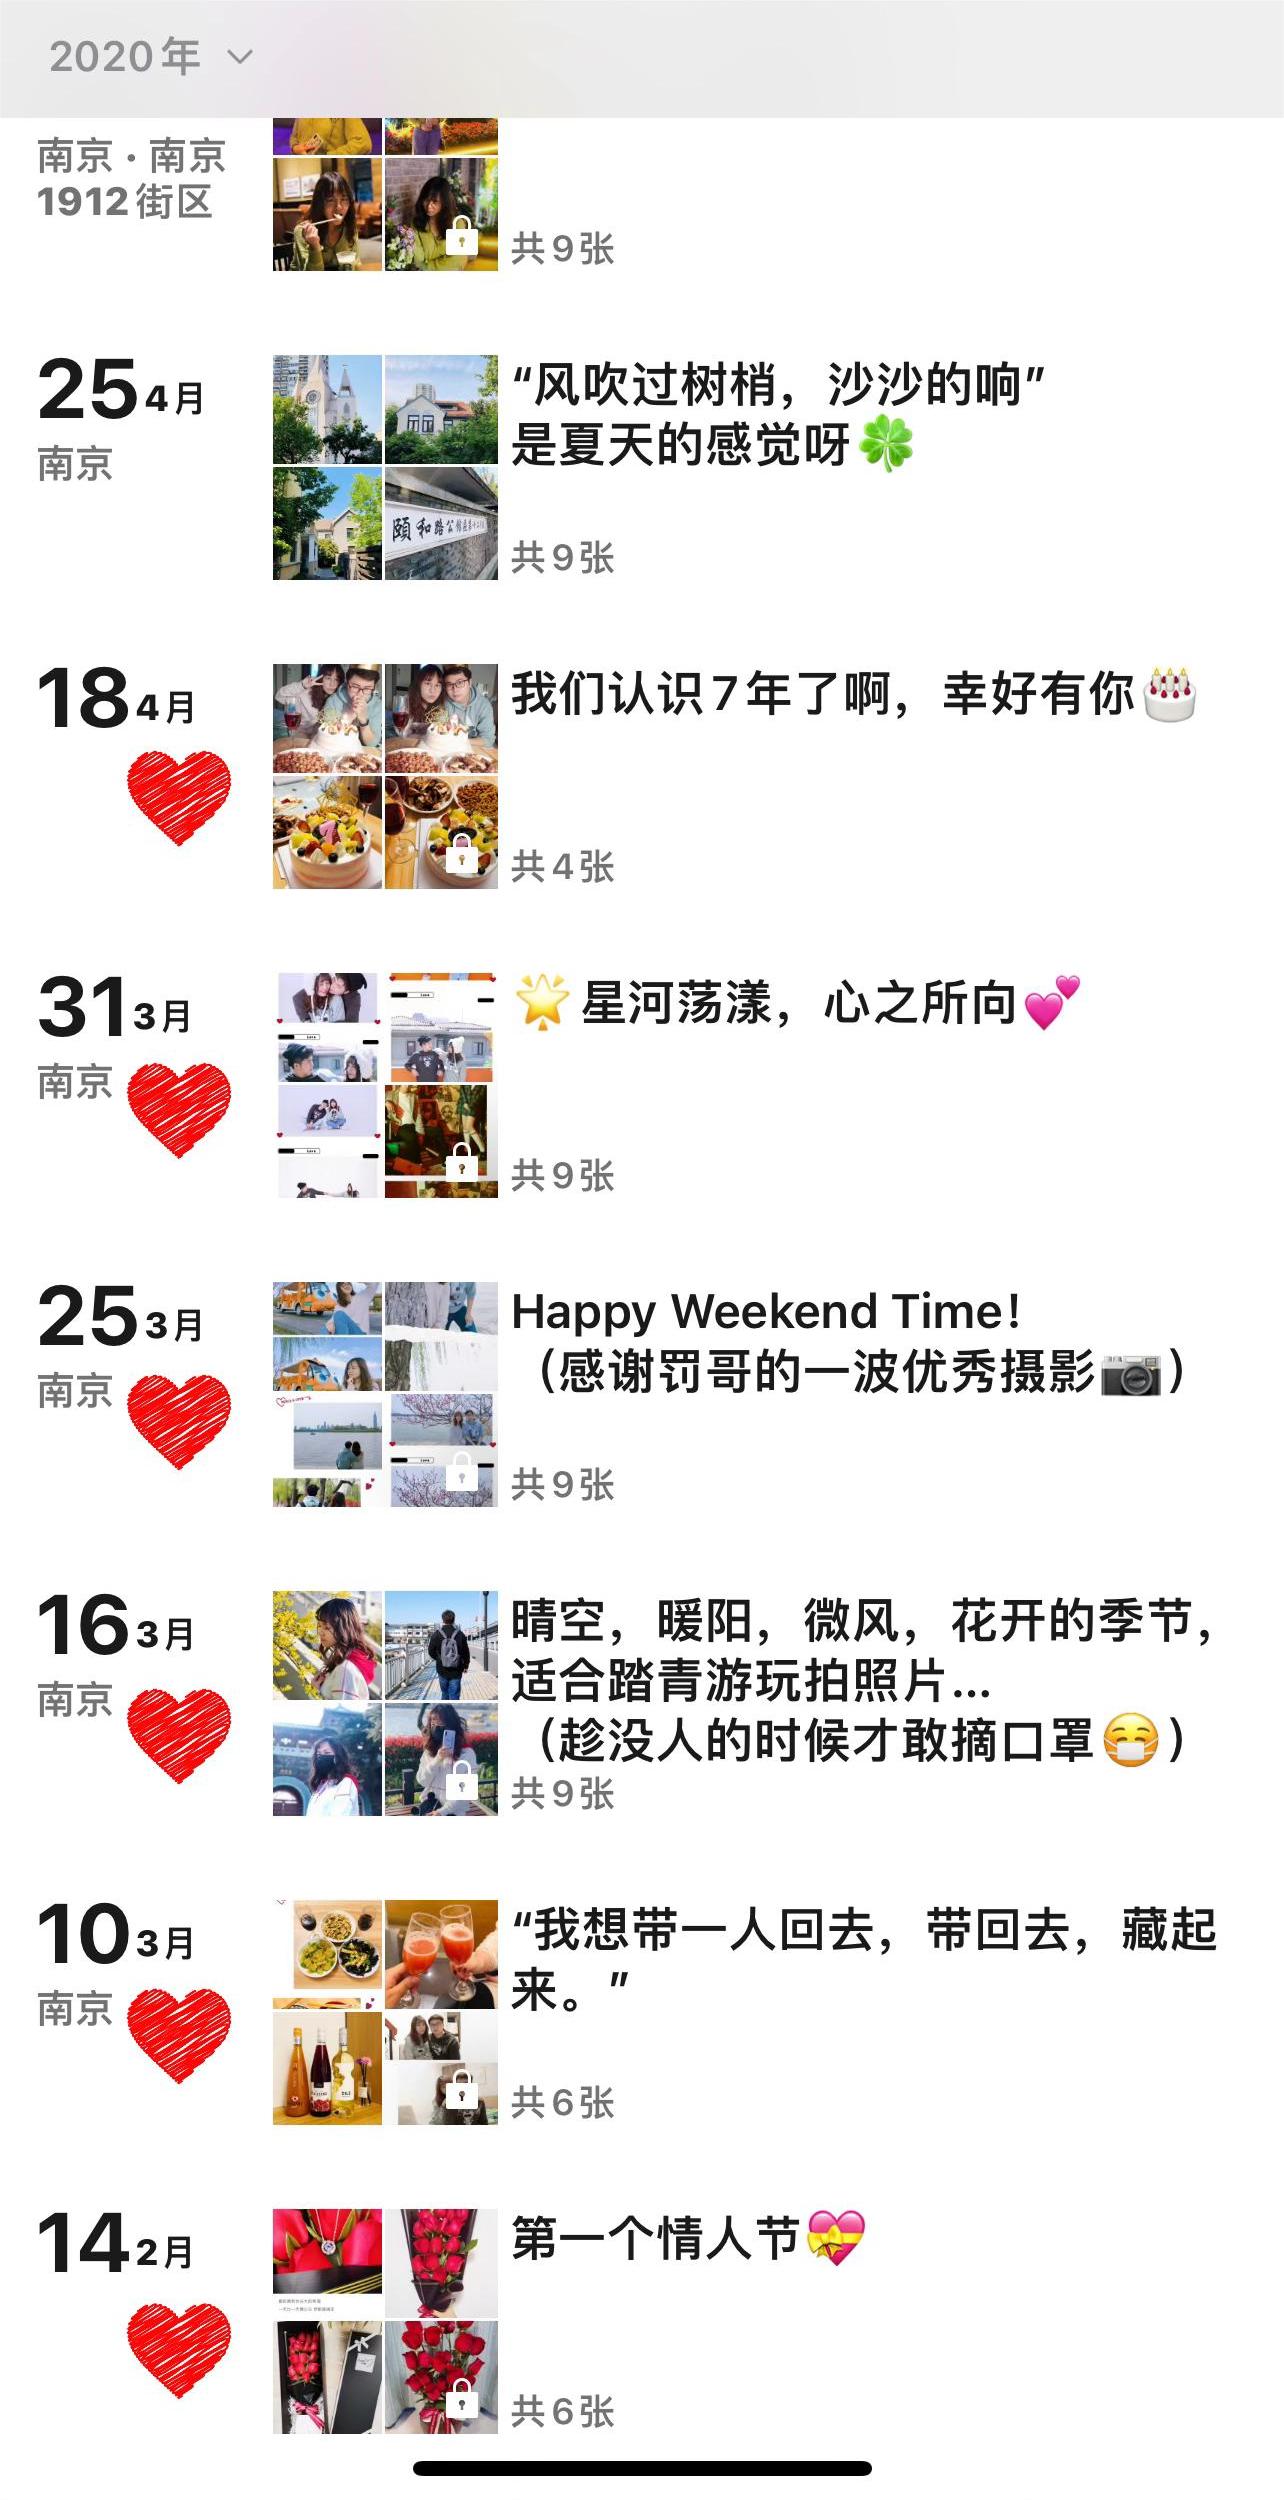 2020年
南京·南京
1912街区
共9张
25 4月
南京
“风吹过树梢，沙沙的响”
是夏天的感觉呀🍀
頤和路公馆區第十二片区
共9张
18 4月
我们认识7年了啊，幸好有你🎂
共4张
31 3月
南京
🌟星河荡漾，心之所向💕
共9张
25 3月
南京
Happy Weekend Time！
（感谢罚哥的一波优秀摄影📷）
共9张
16 3月
南京
晴空，暖阳，微风，花开的季节，
适合踏青游玩拍照片...
（趁没人的时候才敢摘口罩😷）
共9张
10 3月
南京
“我想带一人回去，带回去，藏起
来。”
共6张
14 2月
第一个情人节💝
共6张